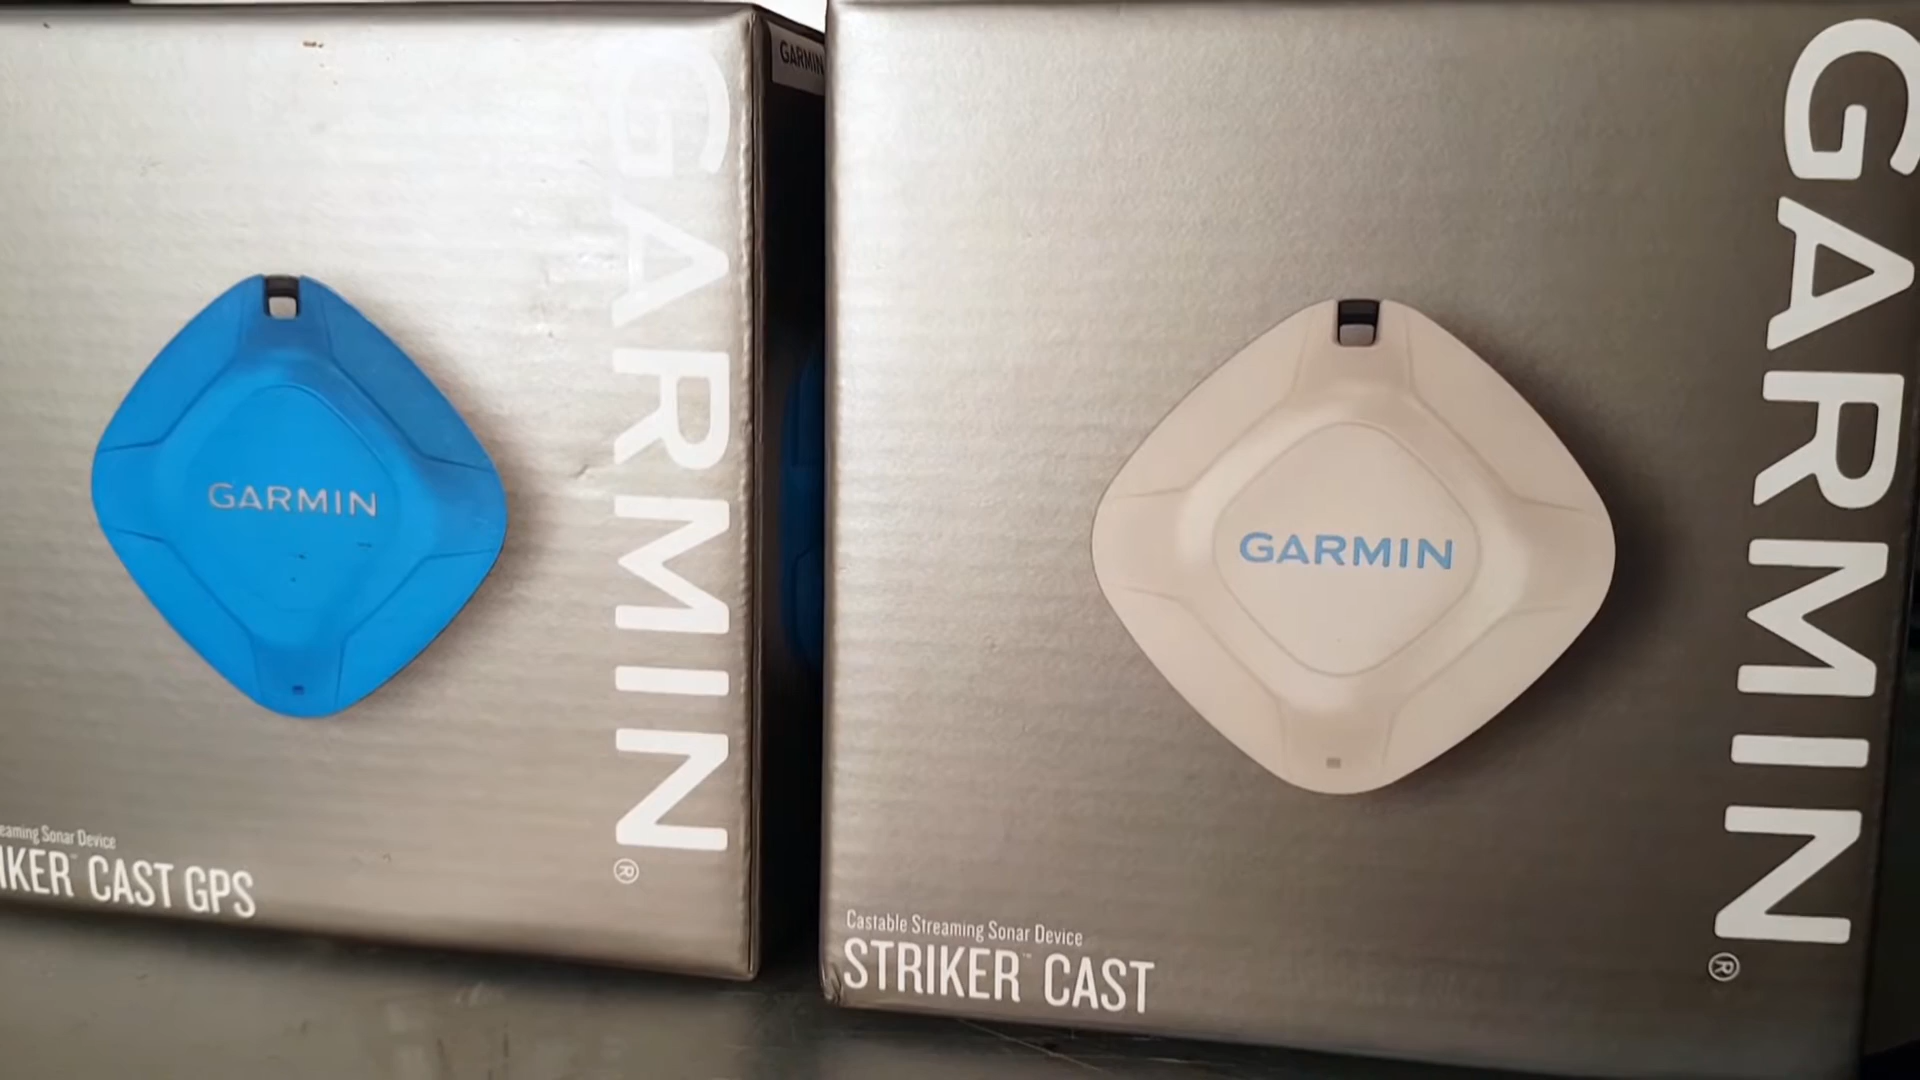 GARMIN
GARMIN
eaming Sonar Device
IKER™ CAST GPS
GARMIN®
GARMIN
Castable Streaming Sonar Device
STRIKER™ CAST
GARMIN®